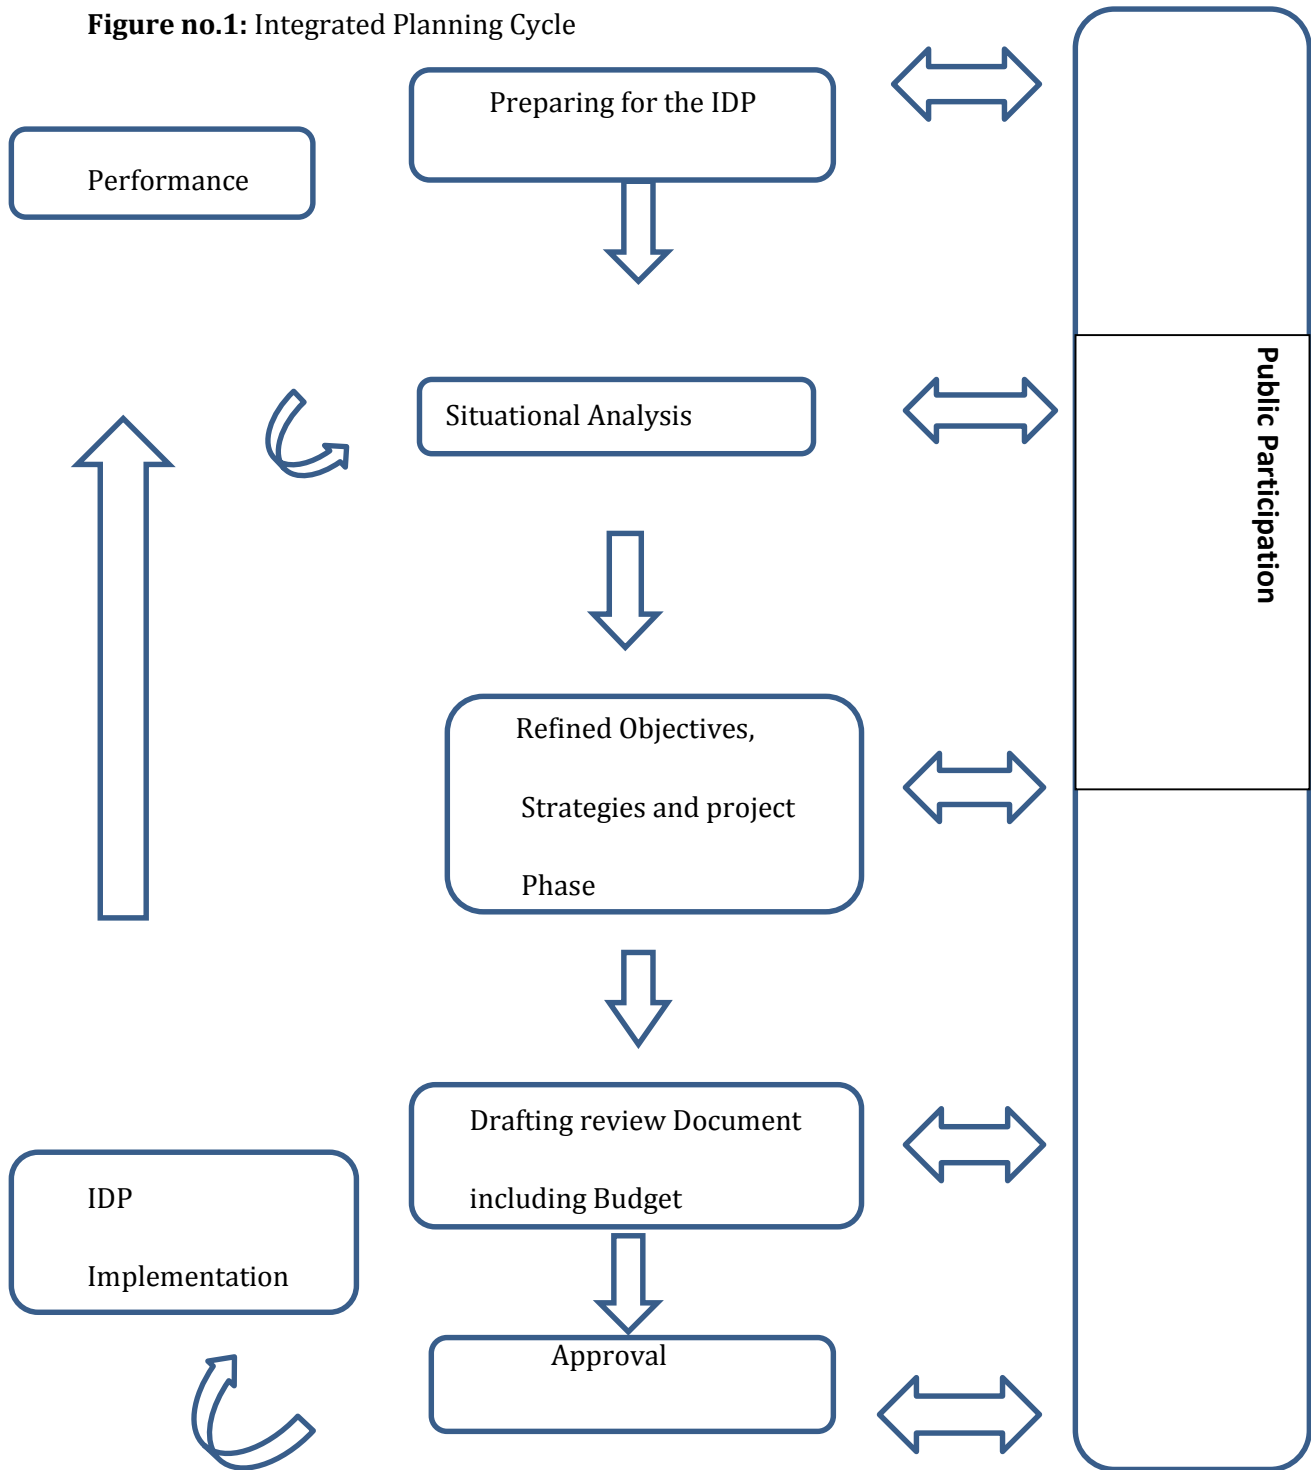 Figure no.1: Integrated Planning Cycle
Preparing for the IDP
Performance
Situational Analysis
Public Participation
Refined Objectives,
Strategies and project
Phase
Drafting review Document
including Budget
IDP
Implementation
Approval